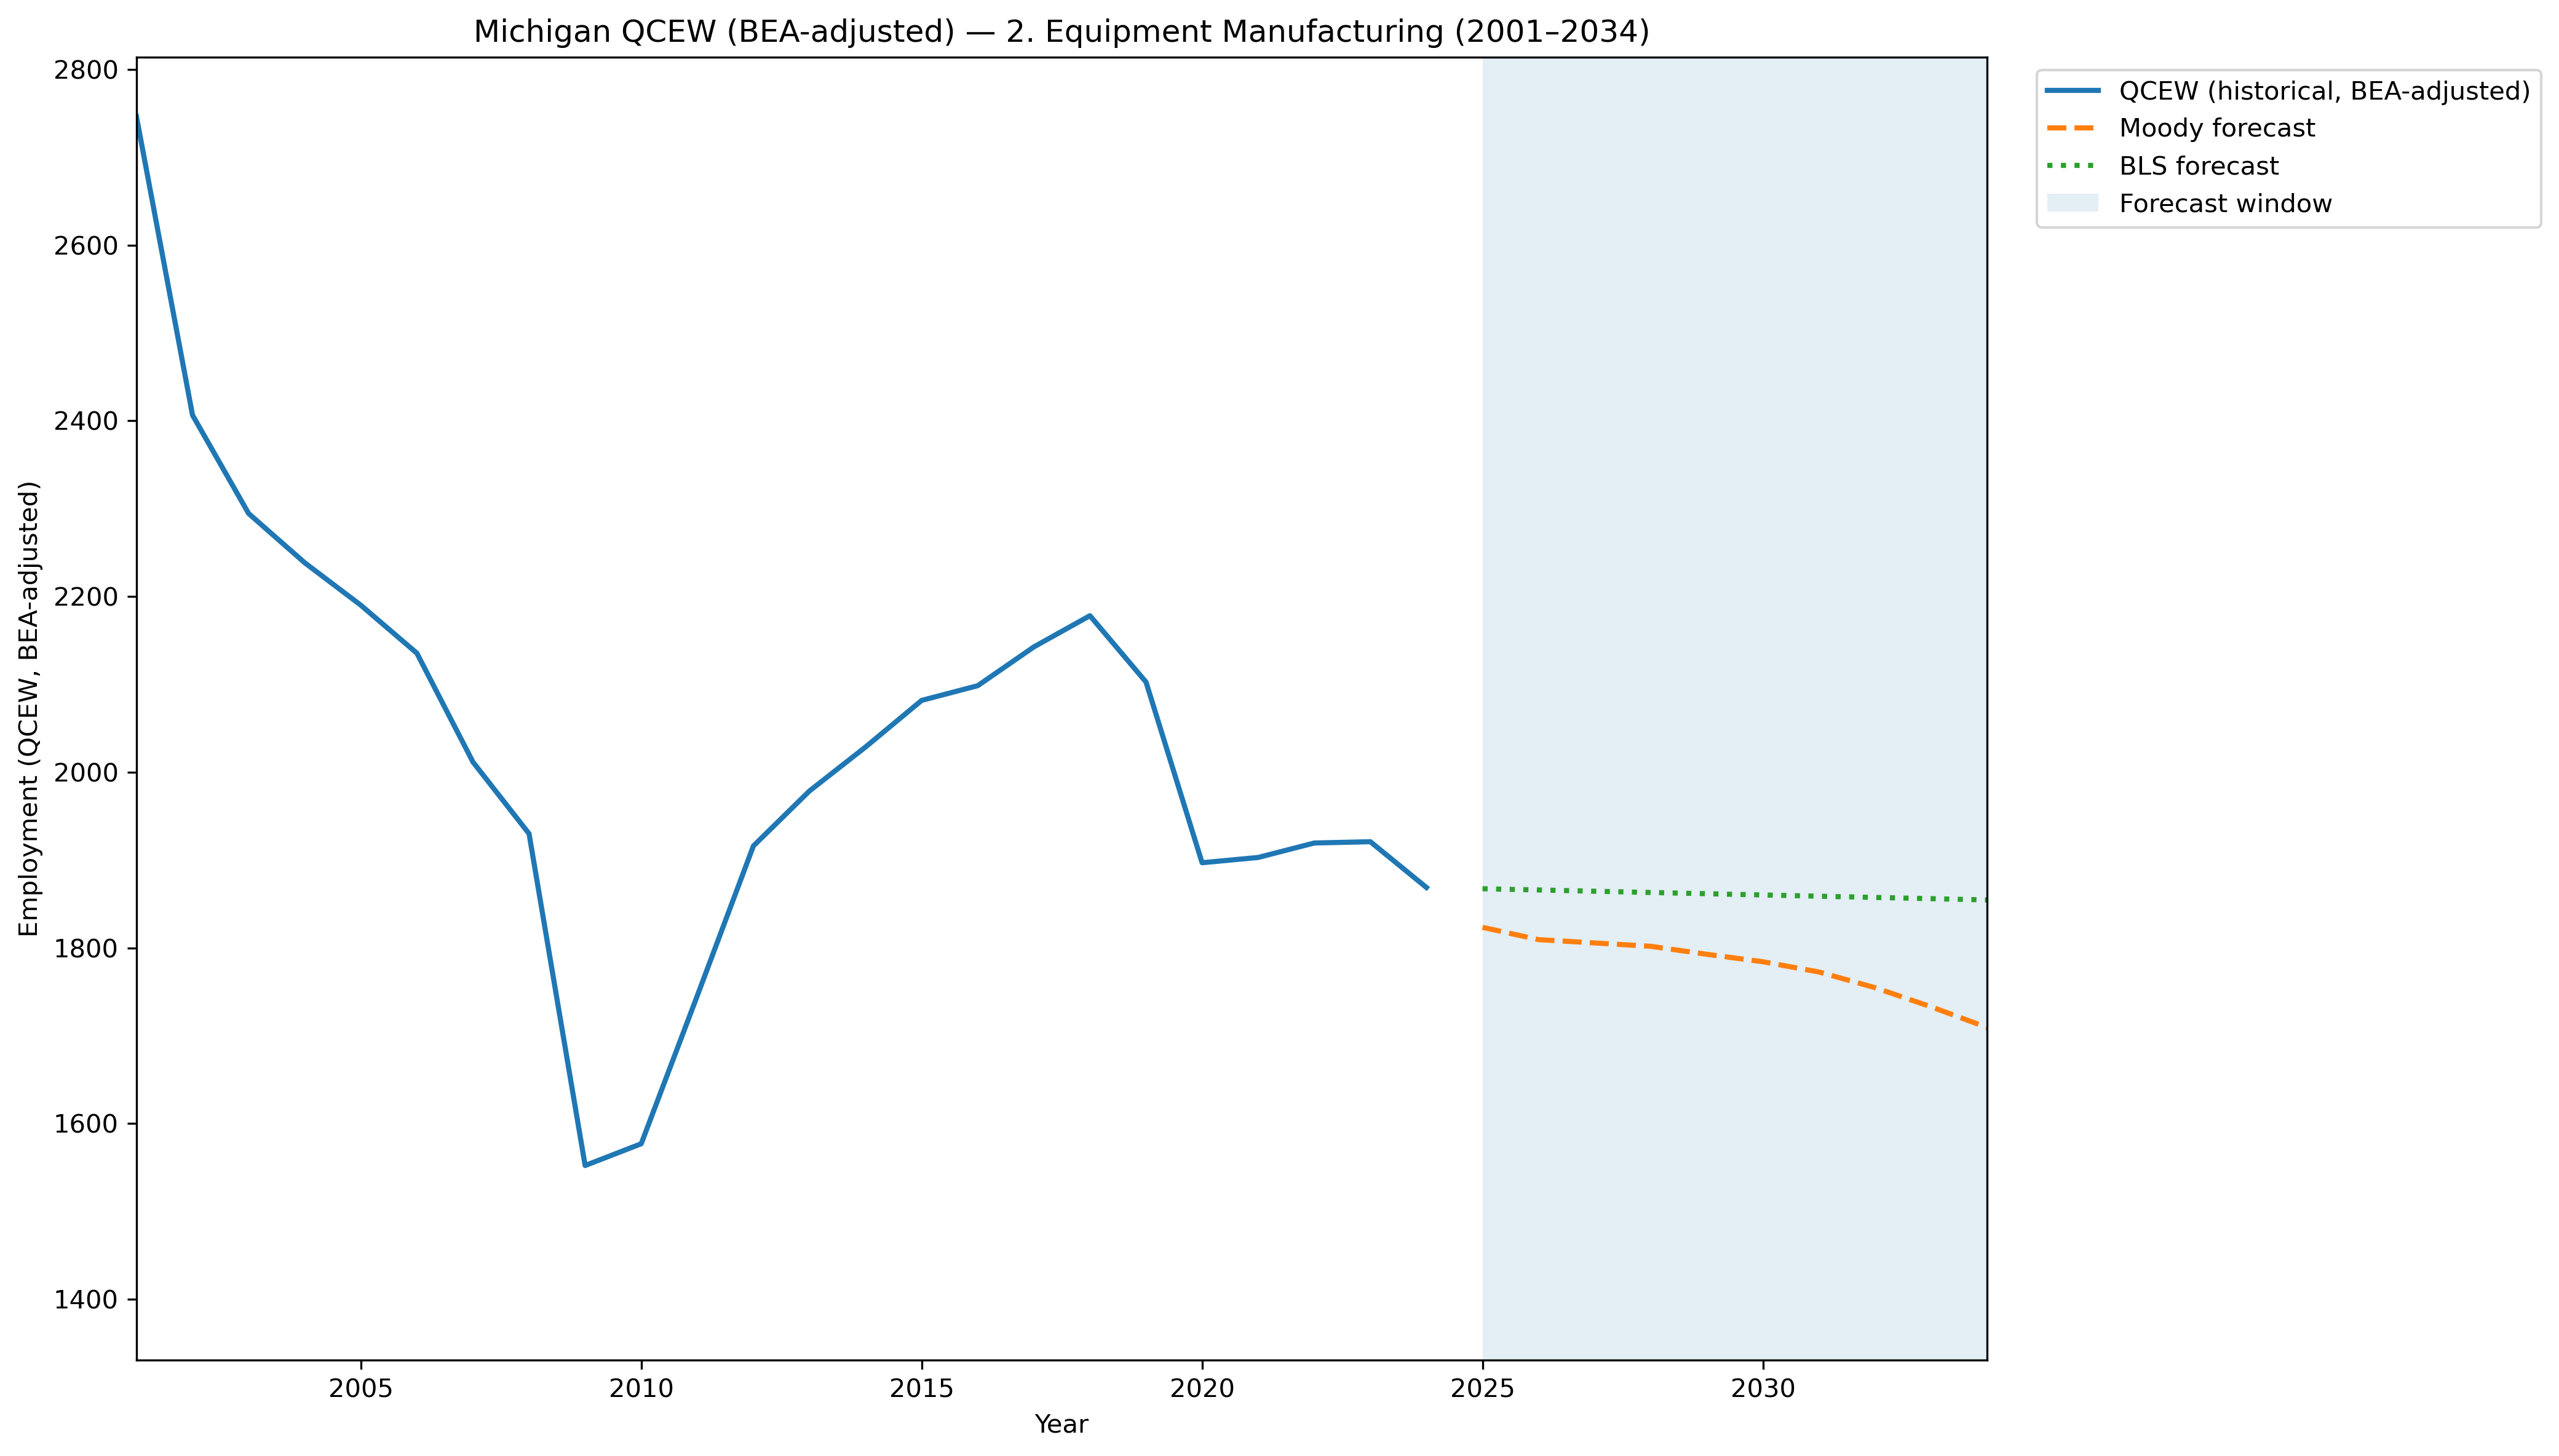 Michigan QCEW (BEA-adjusted) — 2. Equipment Manufacturing (2001–2034)
QCEW (historical, BEA-adjusted)
Moody forecast
BLS forecast
Forecast window
Employment (QCEW, BEA-adjusted)
2800
2600
2400
2200
2000
1800
1600
1400
2005
2010
2015
2020
2025
2030
Year